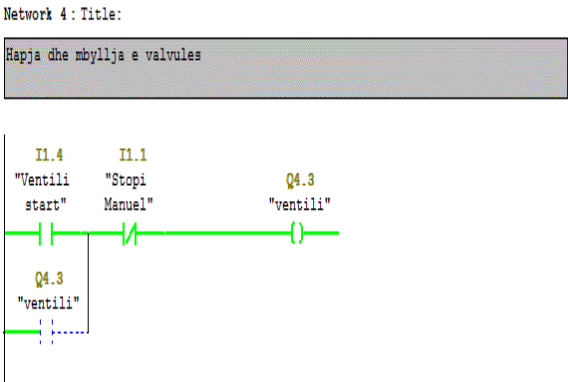 Network 4 : Title:
Hapja dhe mbyllja e valvules
I1.4 I1.1
"Ventili "Stopi Q4.3
start" Manuel" "ventili"
Q4.3
"ventili"